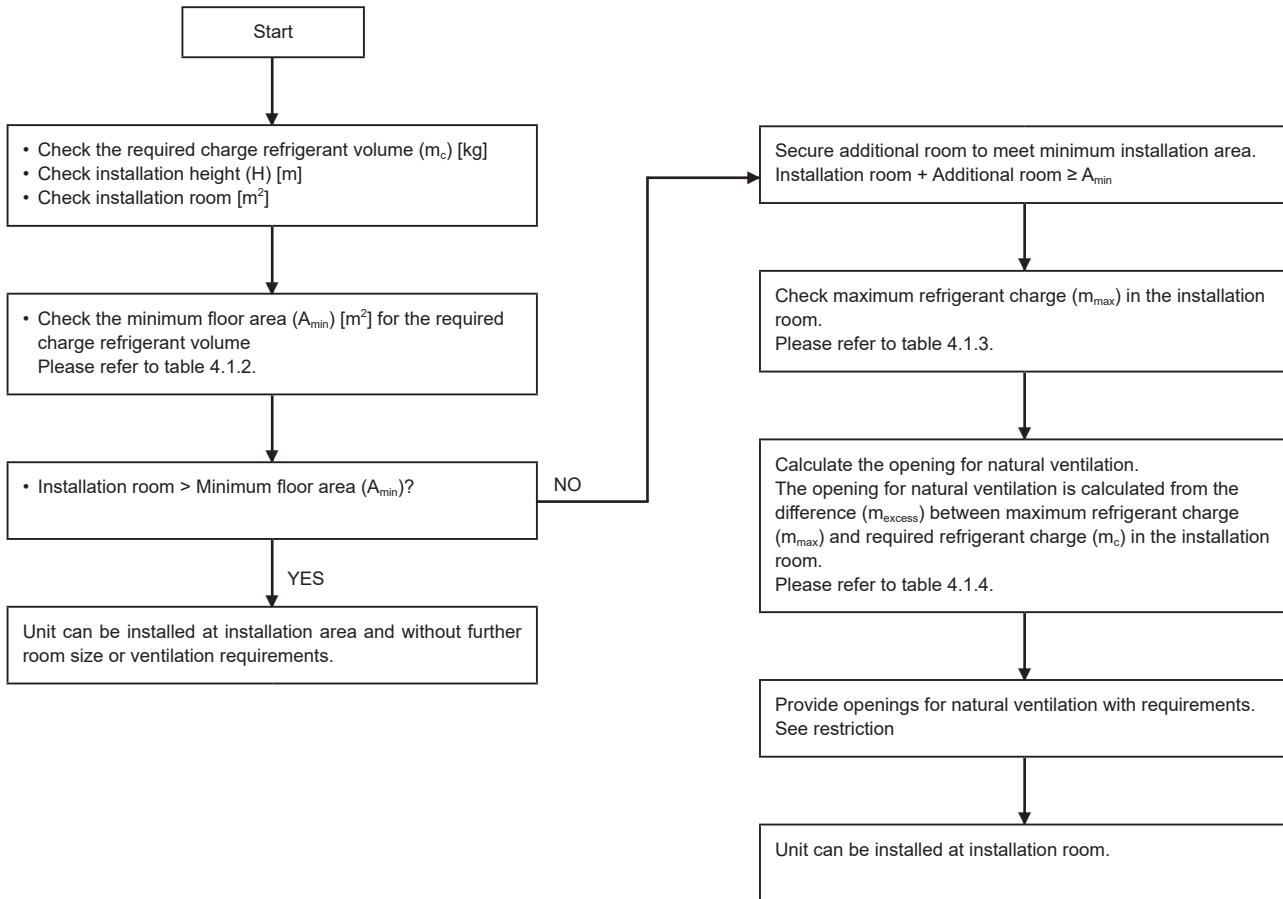 Start
• Check the required charge refrigerant volume (mc) [kg]
• Check installation height (H) [m]
• Check installation room [m²]
• Check the minimum floor area (Amin) [m²] for the required
charge refrigerant volume
Please refer to table 4.1.2.
• Installation room > Minimum floor area (Amin)?
NO
YES
Unit can be installed at installation area and without further
room size or ventilation requirements.
Secure additional room to meet minimum installation area.
Installation room + Additional room ≥ Amin
Check maximum refrigerant charge (mmax) in the installation
room.
Please refer to table 4.1.3.
Calculate the opening for natural ventilation.
The opening for natural ventilation is calculated from the
difference (mexcess) between maximum refrigerant charge
(mmax) and required refrigerant charge (mc) in the installation
room.
Please refer to table 4.1.4.
Provide openings for natural ventilation with requirements.
See restriction
Unit can be installed at installation room.